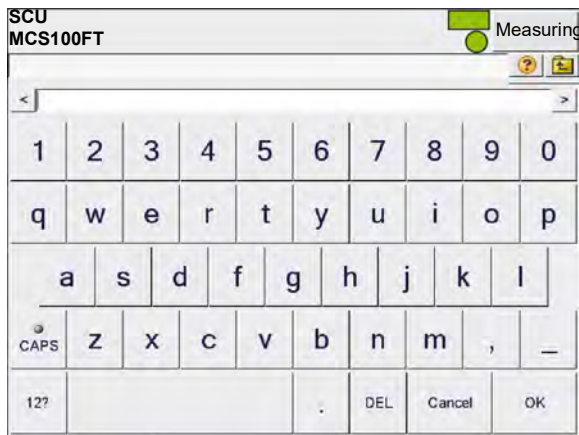 SCU
MCS100FT
Measuring
?
< >
1 2 3 4 5 6 7 8 9 0
q w e r t y u i o p
a s d f g h j k l
CAPS z x c v b n m , _
12? . DEL Cancel OK